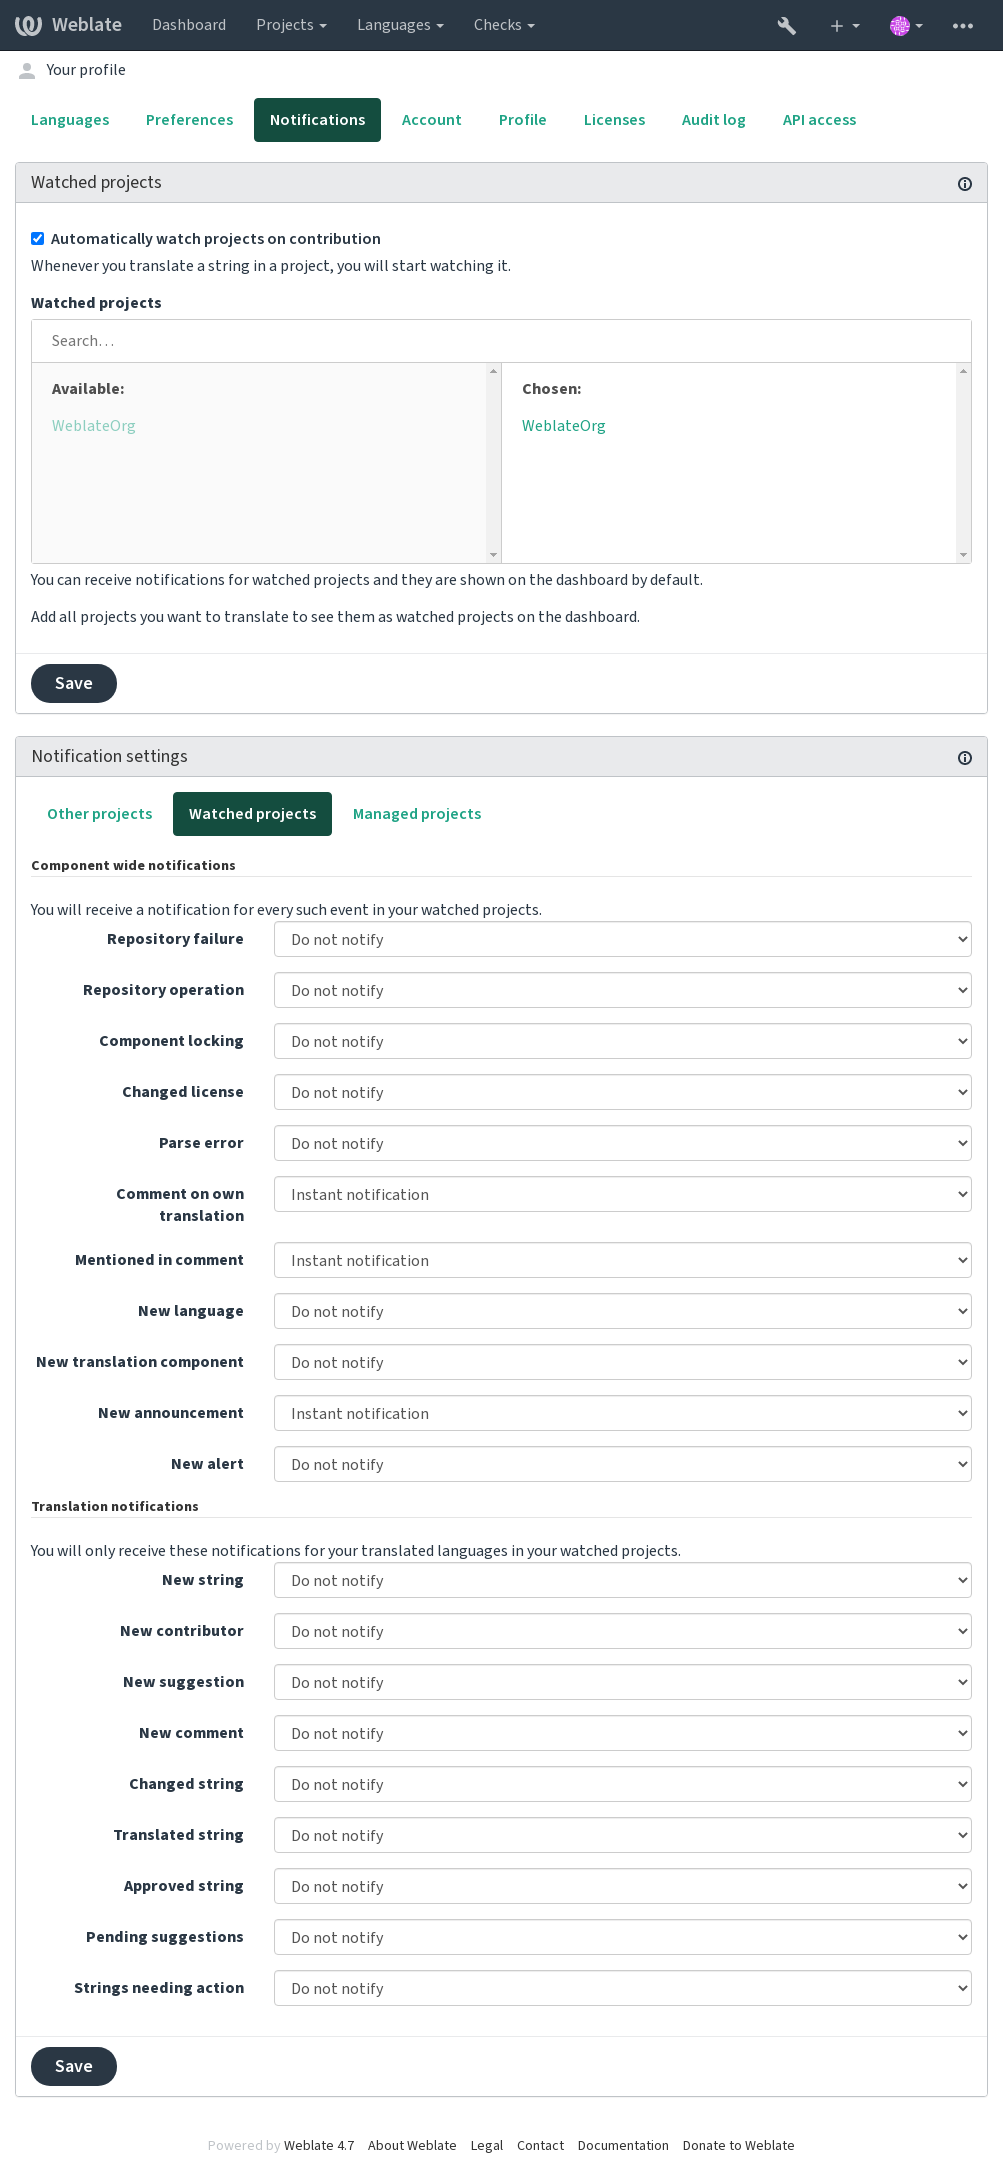 Weblate Dashboard Projects Languages Checks
Your profile
Languages Preferences Notifications Account Profile Licenses Audit log API access
Watched projects
Automatically watch projects on contribution
Whenever you translate a string in a project, you will start watching it.
Watched projects
Search…
Available: Chosen:
WeblateOrg WeblateOrg
You can receive notifications for watched projects and they are shown on the dashboard by default.
Add all projects you want to translate to see them as watched projects on the dashboard.
Save
Notification settings
Other projects Watched projects Managed projects
Component wide notifications
You will receive a notification for every such event in your watched projects.
Repository failure Do not notify
Repository operation Do not notify
Component locking Do not notify
Changed license Do not notify
Parse error Do not notify
Comment on own Instant notification
translation
Mentioned in comment Instant notification
New language Do not notify
New translation component Do not notify
New announcement Instant notification
New alert Do not notify
Translation notifications
You will only receive these notifications for your translated languages in your watched projects.
New string Do not notify
New contributor Do not notify
New suggestion Do not notify
New comment Do not notify
Changed string Do not notify
Translated string Do not notify
Approved string Do not notify
Pending suggestions Do not notify
Strings needing action Do not notify
Save
Powered by Weblate 4.7 About Weblate Legal Contact Documentation Donate to Weblate